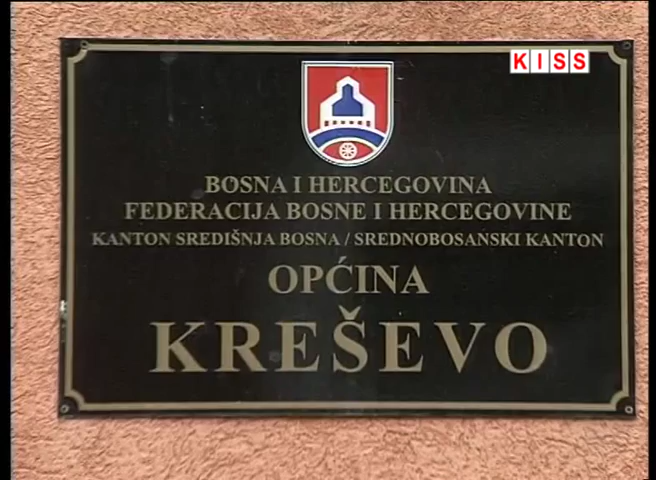 KISS
BOSNA I HERCEGOVINA
FEDERACIJA BOSNE I HERCEGOVINE
KANTON SREDIŠNJA BOSNA / SREDNOBOSANSKI KANTON
OPĆINA
KREŠEVO